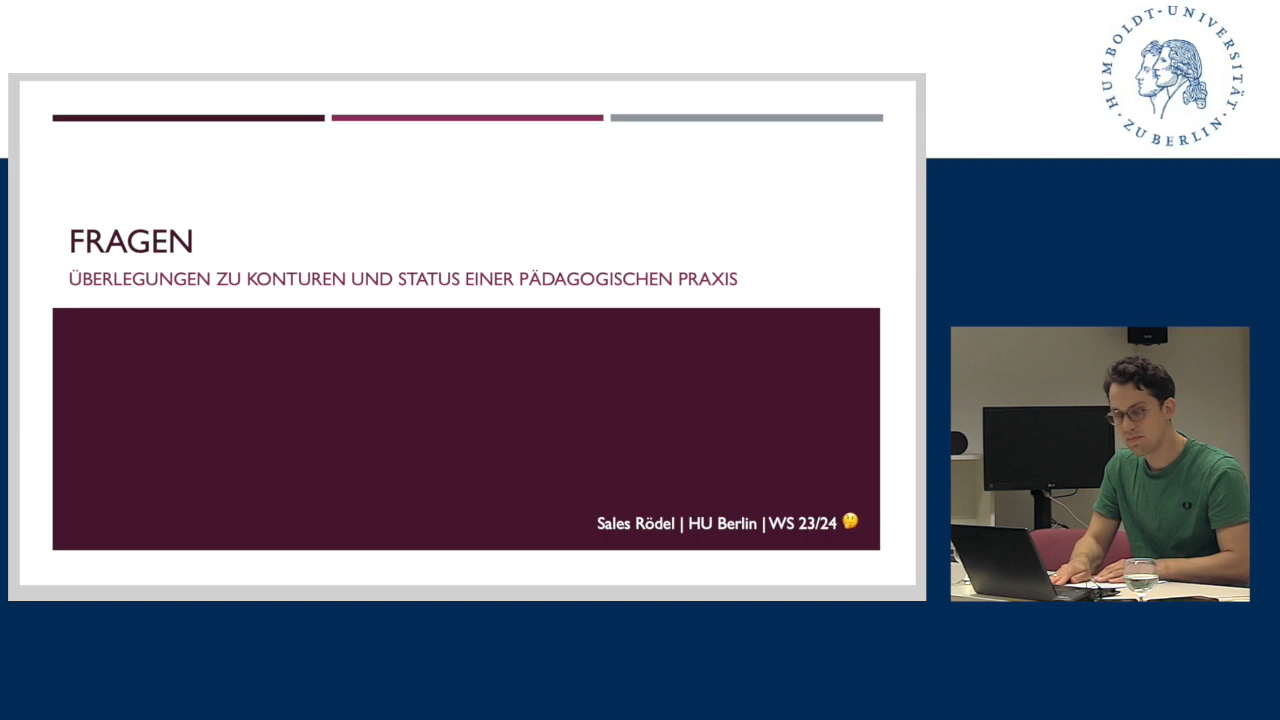 HUMBOLDT-UNIVERSITÄT ZU BERLIN
FRAGEN
ÜBERLEGUNGEN ZU KONTUREN UND STATUS EINER PÄDAGOGISCHEN PRAXIS
Sales Rödel | HU Berlin | WS 23/24 🤔